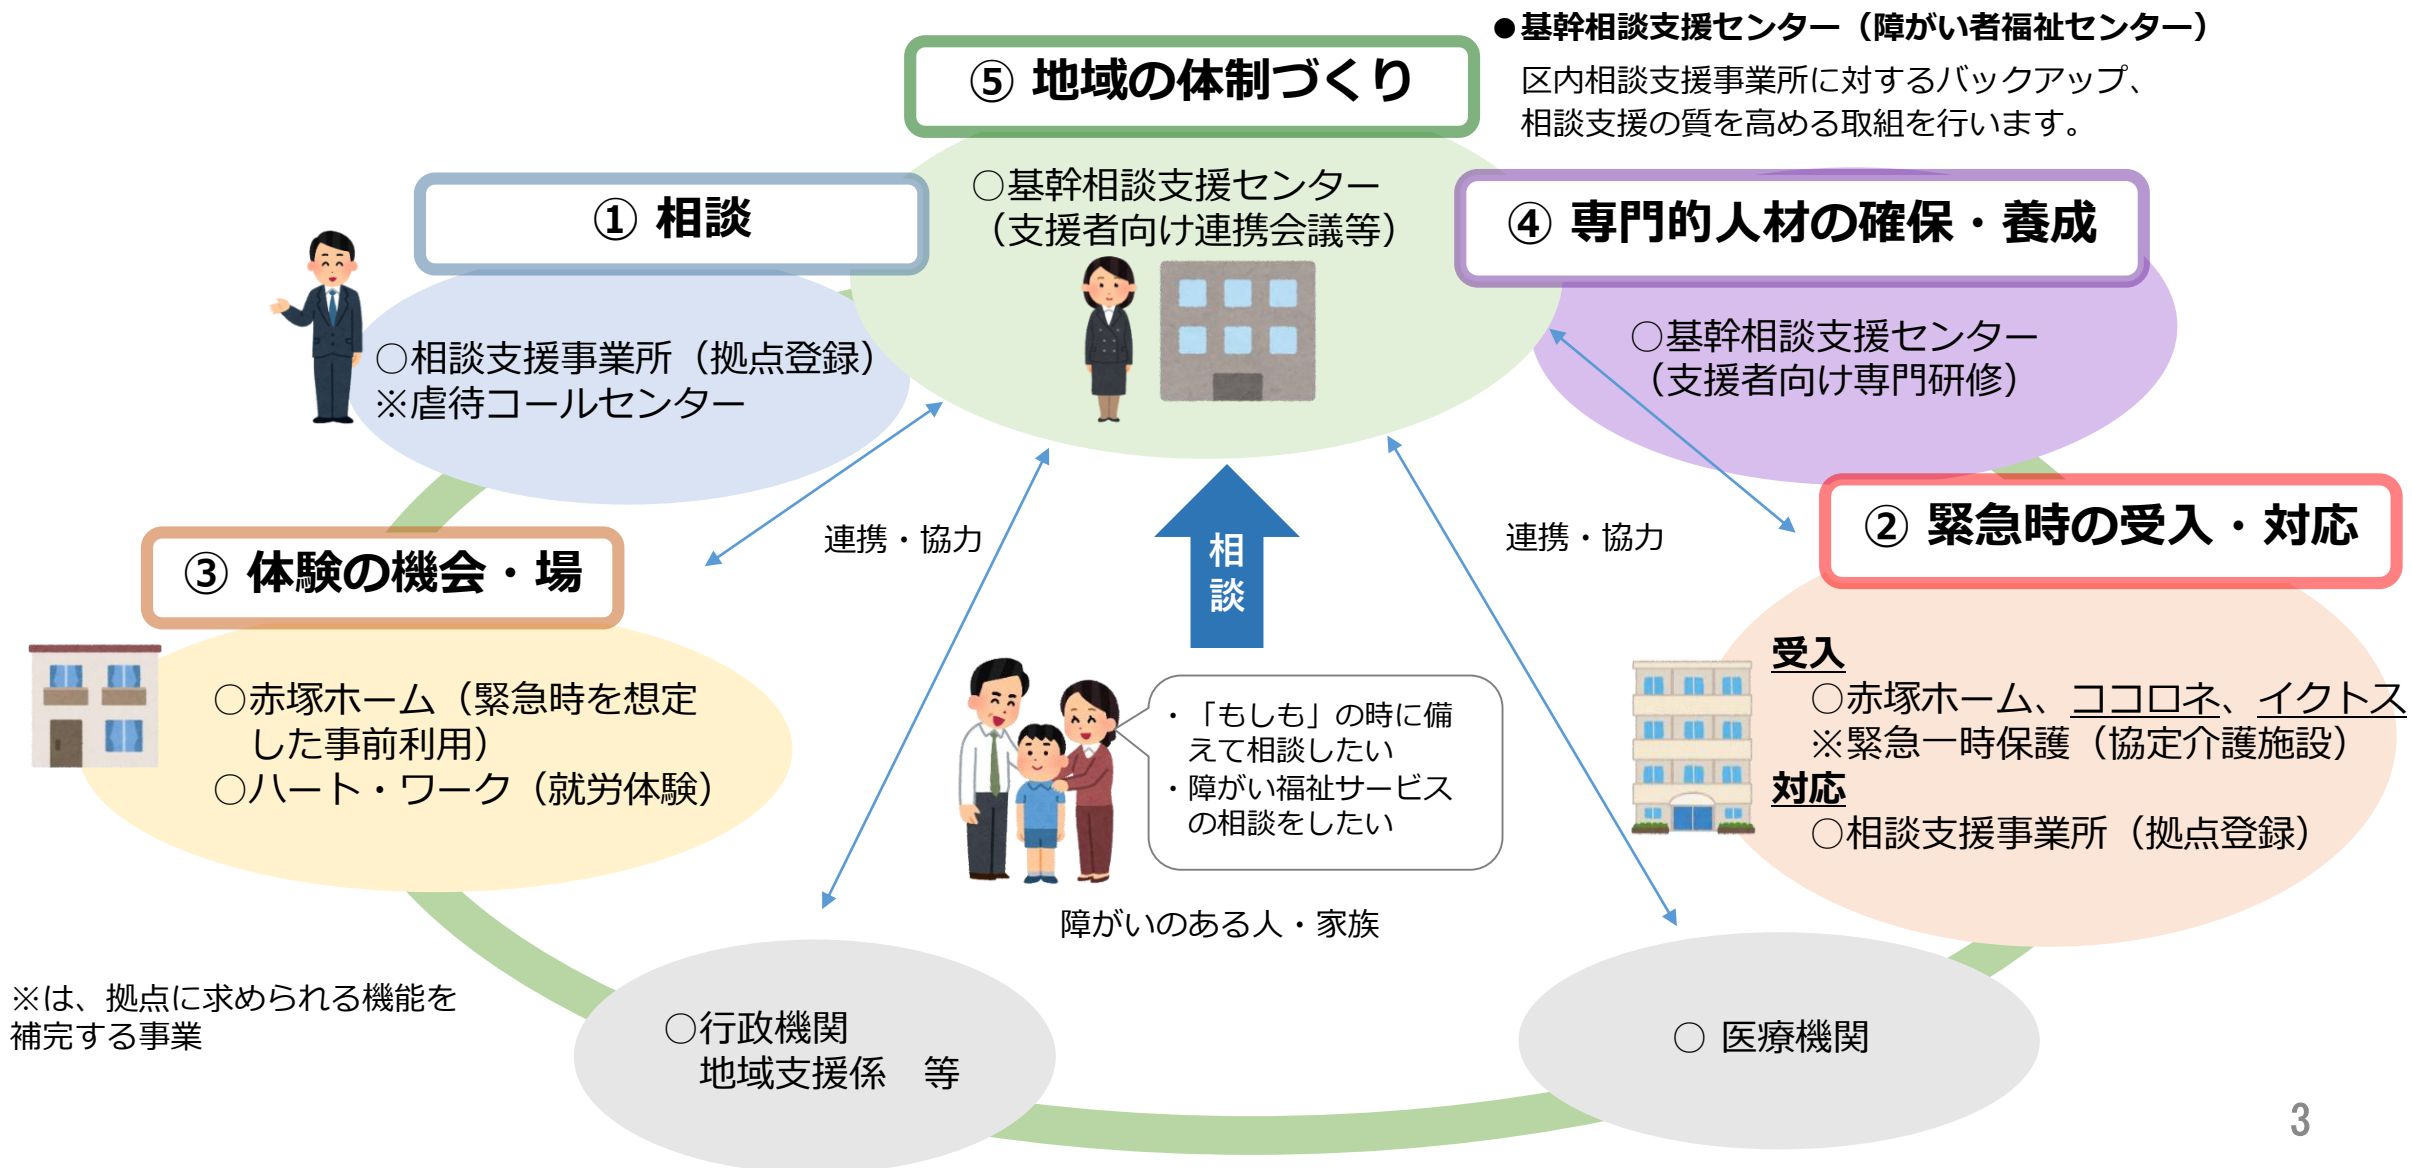 ●基幹相談支援センター（障がい者福祉センター）
区内相談支援事業所に対するバックアップ、
相談支援の質を高める取組を行います。
⑤ 地域の体制づくり
○基幹相談支援センター
（支援者向け連携会議等）
① 相談
○相談支援事業所（拠点登録）
※虐待コールセンター
④ 専門的人材の確保・養成
○基幹相談支援センター
（支援者向け専門研修）
③ 体験の機会・場
○赤塚ホーム（緊急時を想定
した事前利用）
○ハート・ワーク（就労体験）
連携・協力
相
談
連携・協力
② 緊急時の受入・対応
受入
○赤塚ホーム、ココロネ、イクトス
※緊急一時保護（協定介護施設）
対応
○相談支援事業所（拠点登録）
・「もしも」の時に備
えて相談したい
・障がい福祉サービス
の相談をしたい
障がいのある人・家族
※は、拠点に求められる機能を
補完する事業
○行政機関
地域支援係　等
○ 医療機関
3